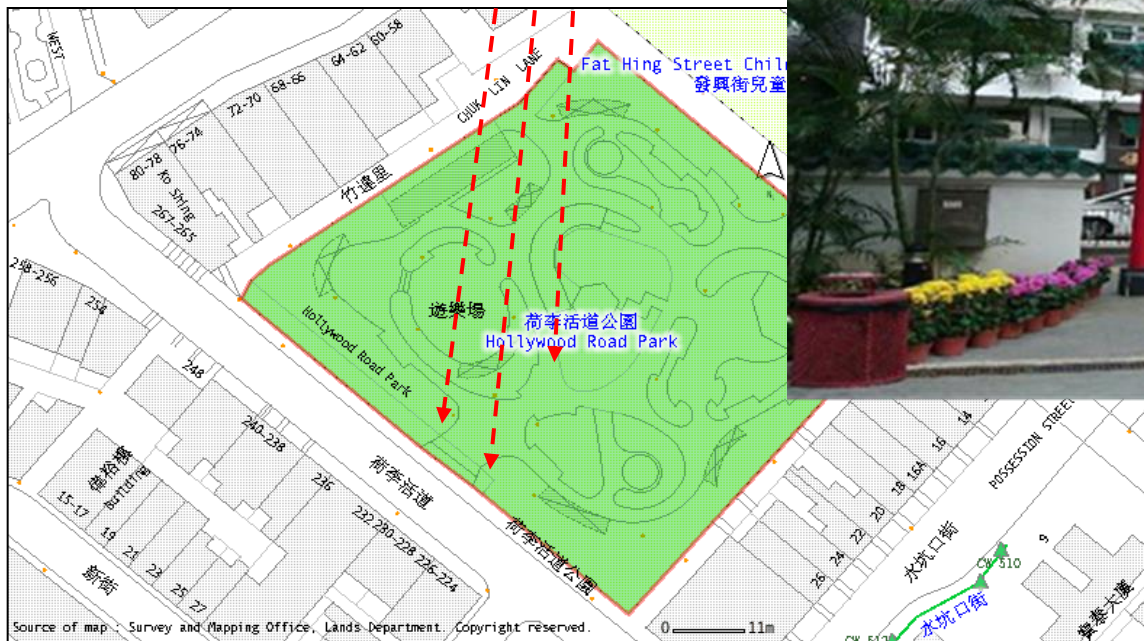 WEST
60-58
64-62
68-66
72-70
76-74
80-78
Ko Shing
267-265
CHUK LIN LANE
竹連里
Fat Hing Street Chil
發興街兒童
258-256
254
遊樂場
荷李活道公園
Hollywood Road Park
Hollywood Road Park
248
240-238
236
232
230-228
226-224
荷李活道
荷李活道公園
偉裕樓
Building
15-17
19
21
23
25
27
新街
14
16
16A
18
20
22
24
26
POSSESSION STREET
水坑口街
水坑口街
CW 510
9
Source of map : Survey and Mapping Office, Lands Department. Copyright reserved.
0 11m